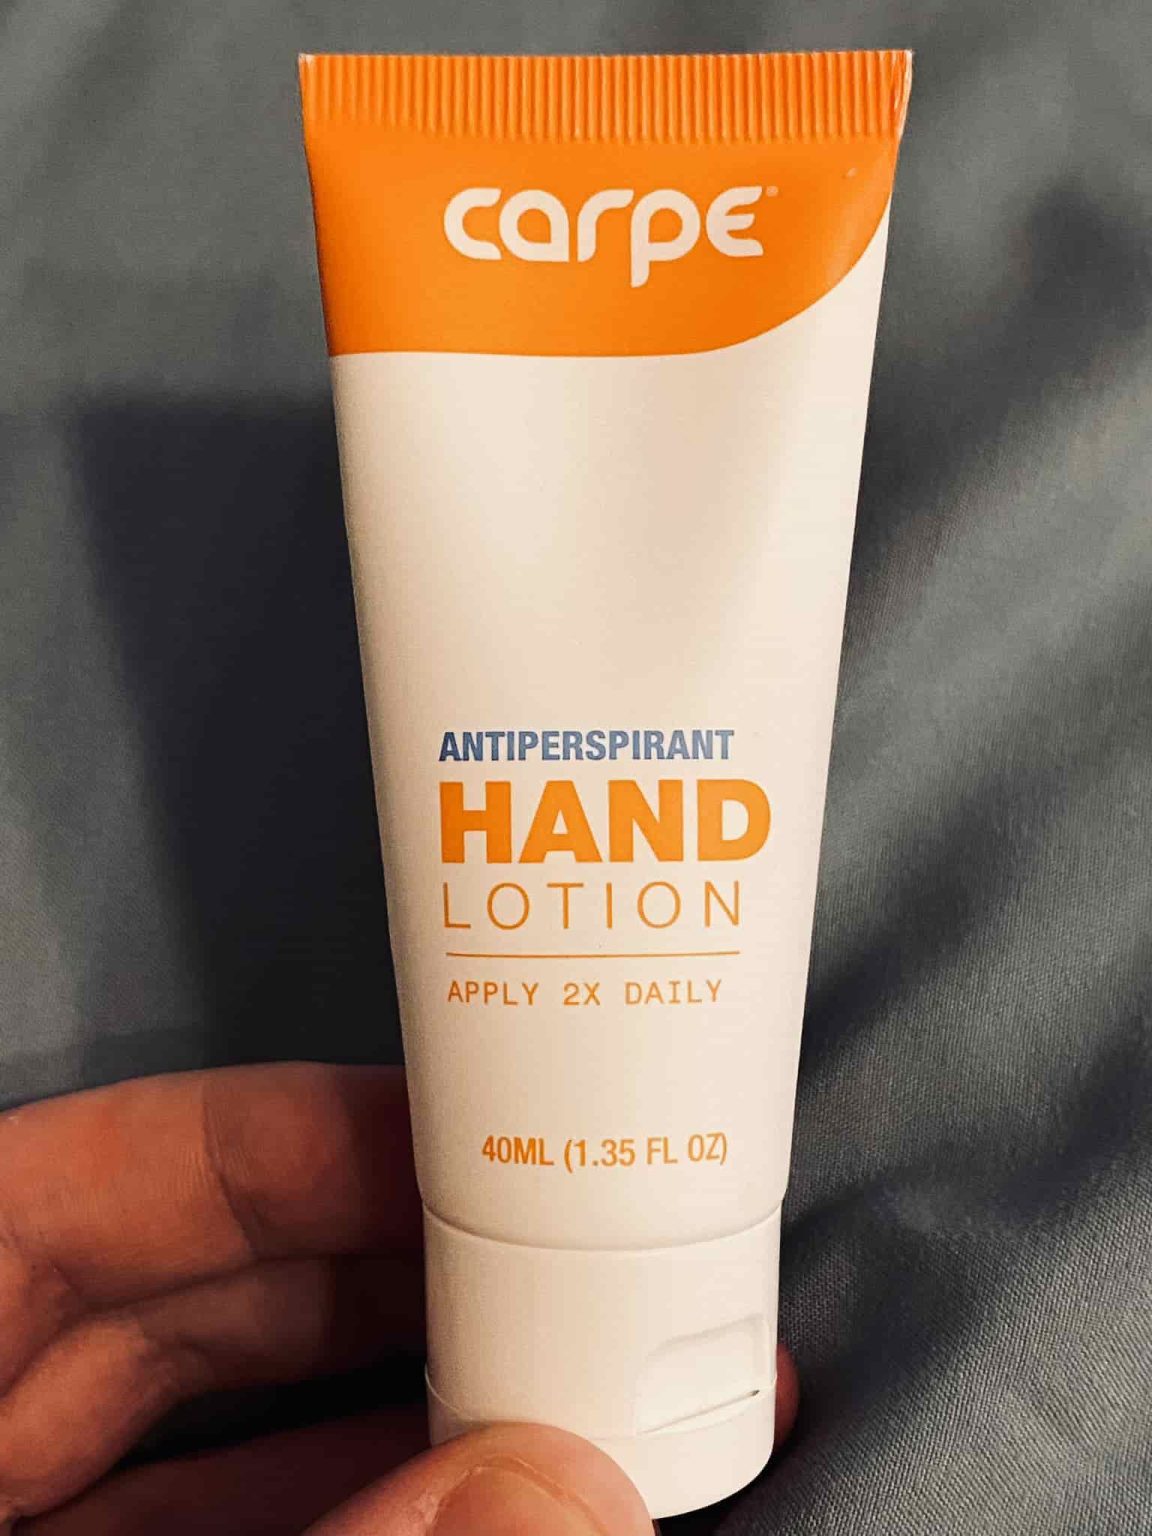 carpe®
ANTIPERSPIRANT
HAND
LOTION
APPLY 2X DAILY
40ML (1.35 FL OZ)